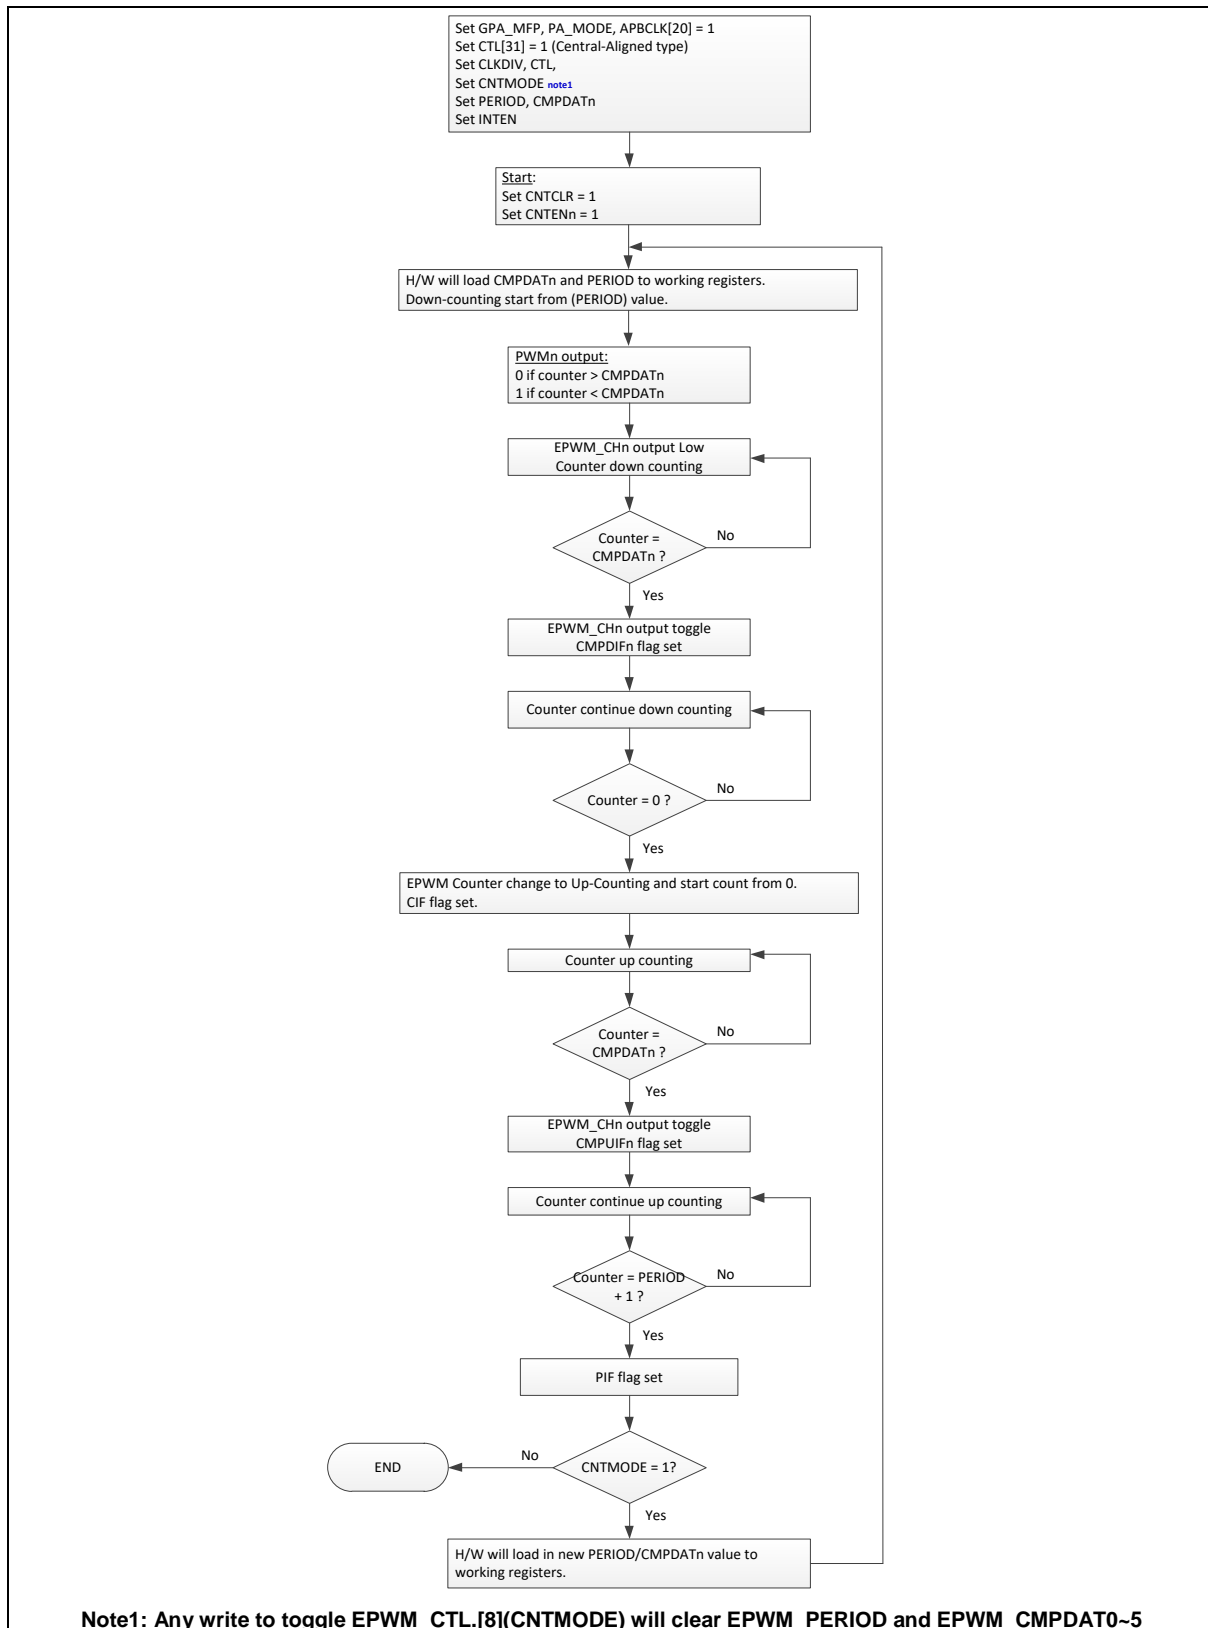 Set GPA_MFP, PA_MODE, APBCLK[20] = 1
Set CTL[31] = 1 (Central-Aligned type)
Set CLKDIV, CTL,
Set CNTMODE note1
Set PERIOD, CMPDATn
Set INTEN
Start:
Set CNTCLR = 1
Set CNTENn = 1
H/W will load CMPDATn and PERIOD to working registers.
Down-counting start from (PERIOD) value.
PWMn output:
0 if counter > CMPDATn
1 if counter < CMPDATn
EPWM_CHn output Low
Counter down counting
Counter =
CMPDATn ?
No
Yes
EPWM_CHn output toggle
CMPDIFn flag set
Counter continue down counting
Counter = 0 ?
No
Yes
EPWM Counter change to Up-Counting and start count from 0.
CIF flag set.
Counter up counting
Counter =
CMPDATn ?
No
Yes
EPWM_CHn output toggle
CMPUIFn flag set
Counter continue up counting
Counter = PERIOD
+ 1 ?
No
Yes
PIF flag set
CNTMODE = 1?
No
END
Yes
H/W will load in new PERIOD/CMPDATn value to
working registers.
Note1: Any write to toggle EPWM_CTL.[8](CNTMODE) will clear EPWM_PERIOD and EPWM_CMPDAT0~5